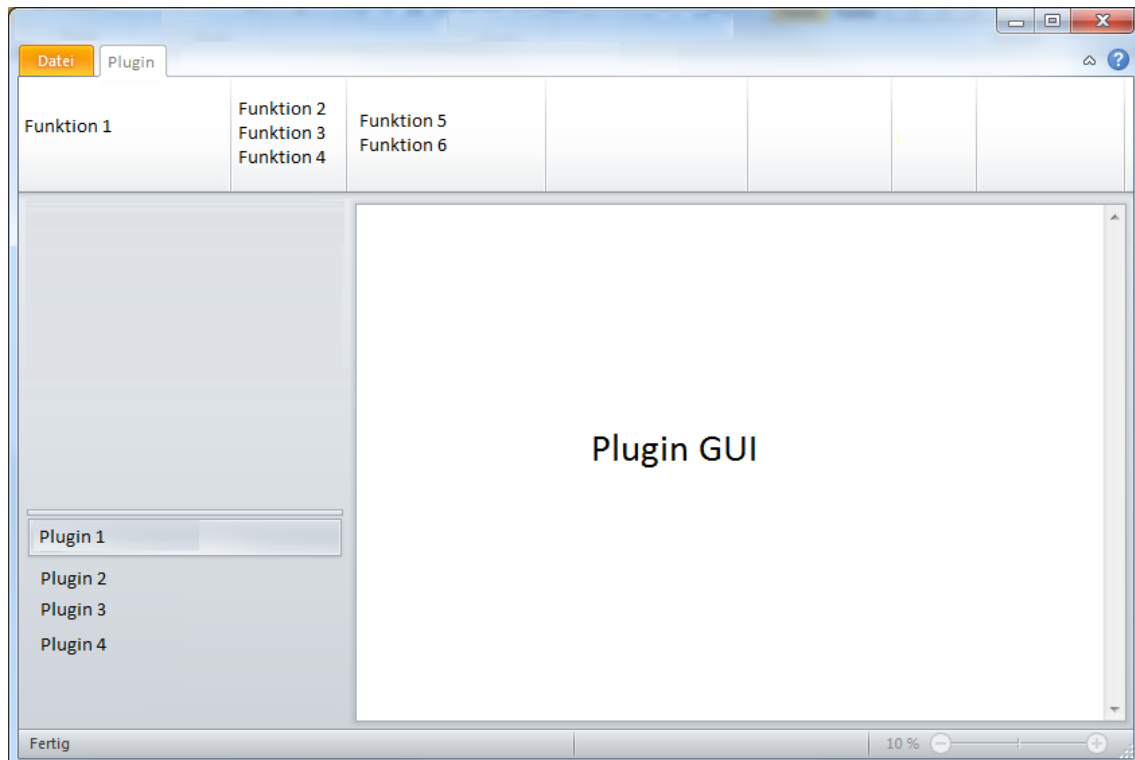 Datei Plugin
Funktion 1
Funktion 2
Funktion 3
Funktion 4
Funktion 5
Funktion 6
Plugin GUI
Plugin 1
Plugin 2
Plugin 3
Plugin 4
Fertig
10 %